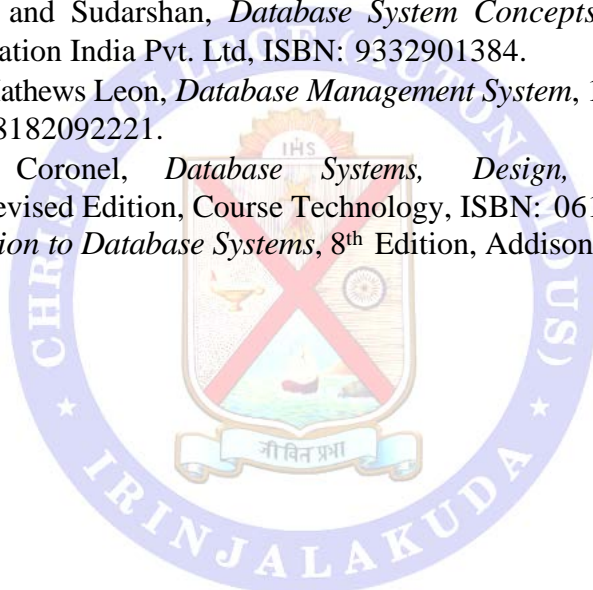 and Sudarshan, Database System Concepts
ation India Pvt. Ltd, ISBN: 9332901384.
athews Leon, Database Management System, 1
8182092221.
Coronel, Database Systems, Design,
evised Edition, Course Technology, ISBN: 061
ion to Database Systems, 8th Edition, Addison
CHRIST COLLEGE (AUTONOMOUS)
IHS
जीवित प्रभा
IRINJALAKUDA